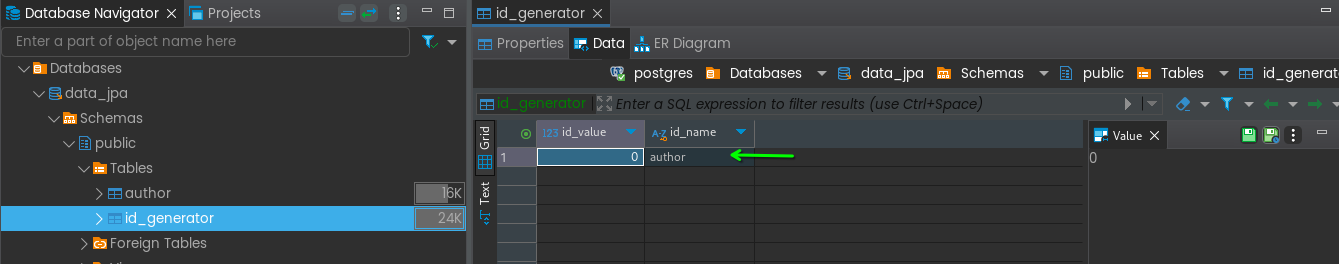 Database Navigator Projects
Enter a part of object name here
Databases
data_jpa
Schemas
public
Tables
author 16K
id_generator 24K
Foreign Tables
id_generator
Properties Data ER Diagram
postgres Databases data_jpa Schemas public Tables id_generat
id_generator Enter a SQL expression to filter results (use Ctrl+Space)
Grid
Text
123 id_value A-Z id_name
1 0 author
Value
0